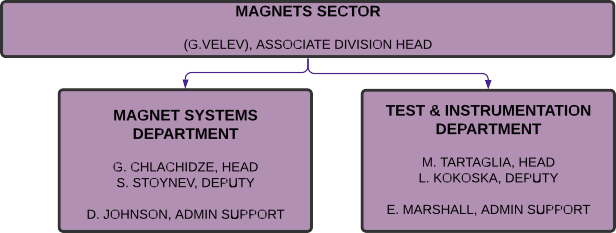 MAGNETS SECTOR
(G.VELEV), ASSOCIATE DIVISION HEAD
MAGNET SYSTEMS
DEPARTMENT
G. CHLACHIDZE, HEAD
S. STOYNEV, DEPUTY
D. JOHNSON, ADMIN SUPPORT
TEST & INSTRUMENTATION
DEPARTMENT
M. TARTAGLIA, HEAD
L. KOKOSKA, DEPUTY
E. MARSHALL, ADMIN SUPPORT